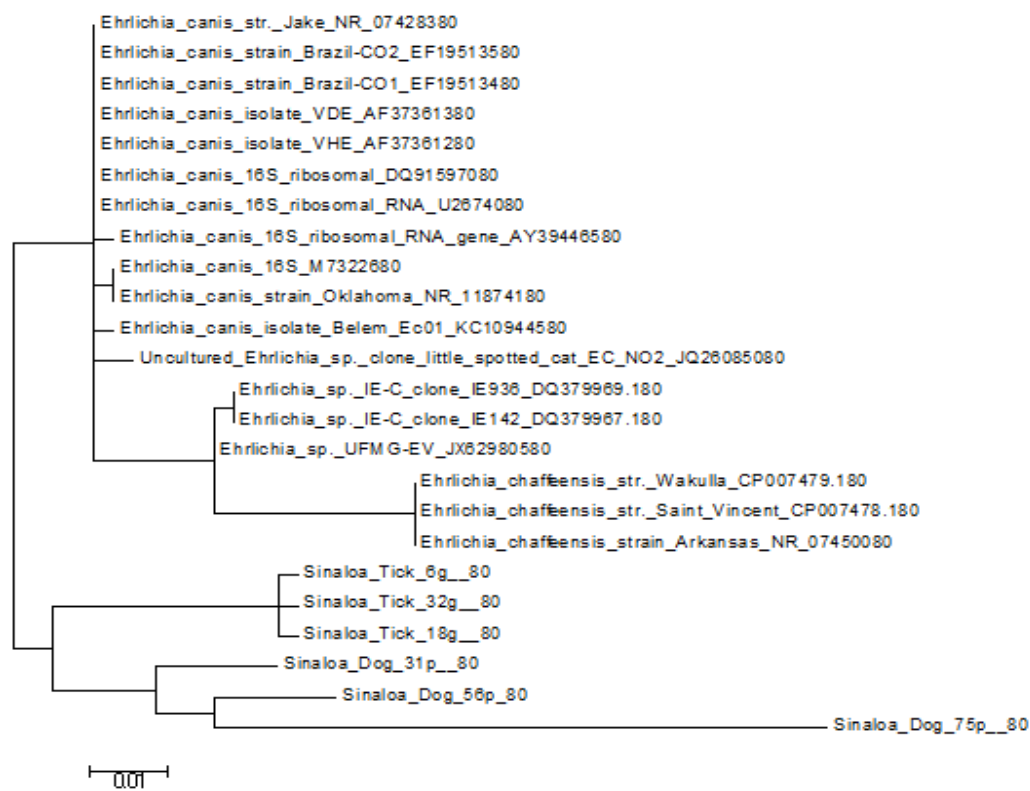 Ehrlichia_canis_str._Jake_NR_07428380
Ehrlichia_canis_strain_Brazil-CO2_EF19513580
Ehrlichia_canis_strain_Brazil-CO1_EF19513480
Ehrlichia_canis_isolate_VDE_AF37361380
Ehrlichia_canis_isolate_VHE_AF37361280
Ehrlichia_canis_16S_ribosomal_DQ91597080
Ehrlichia_canis_16S_ribosomal_RNA_U2674080
Ehrlichia_canis_16S_ribosomal_RNA_gene_AY39446580
Ehrlichia_canis_16S_M7322680
Ehrlichia_canis_strain_Oklahoma_NR_11874180
Ehrlichia_canis_isolate_Belem_Ec01_KC10944580
Uncultured_Ehrlichia_sp._clone_little_spotted_cat_EC_NO2_JQ26085080
Ehrlichia_sp._IE-C_clone_IE936_DQ379969.180
Ehrlichia_sp._IE-C_clone_IE142_DQ379967.180
Ehrlichia_sp._UFMG-EV_JX62980580
Ehrlichia_chaffeensis_str._Wakulla_CP007479.180
Ehrlichia_chaffeensis_str._Saint_Vincent_CP007478.180
Ehrlichia_chaffeensis_strain_Arkansas_NR_07450080
Sinaloa_Tick_6g__80
Sinaloa_Tick_32g__80
Sinaloa_Tick_18g__80
Sinaloa_Dog_31p__80
Sinaloa_Dog_56p_80
Sinaloa_Dog_75p__80
0.01